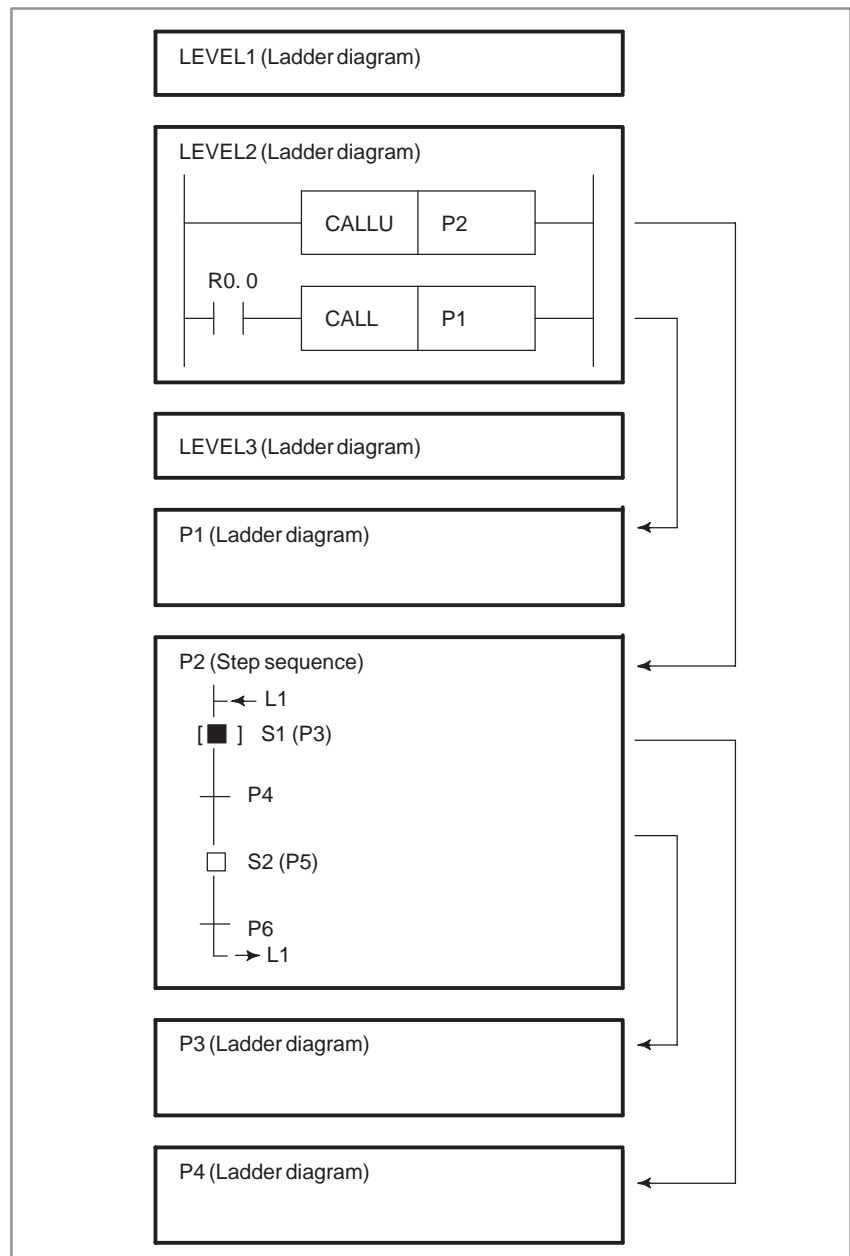 LEVEL1 (Ladder diagram)
LEVEL2 (Ladder diagram)
CALLU P2
R0. 0
CALL P1
LEVEL3 (Ladder diagram)
P1 (Ladder diagram)
P2 (Step sequence)
L1
[ ] S1 (P3)
P4
S2 (P5)
P6
L1
P3 (Ladder diagram)
P4 (Ladder diagram)